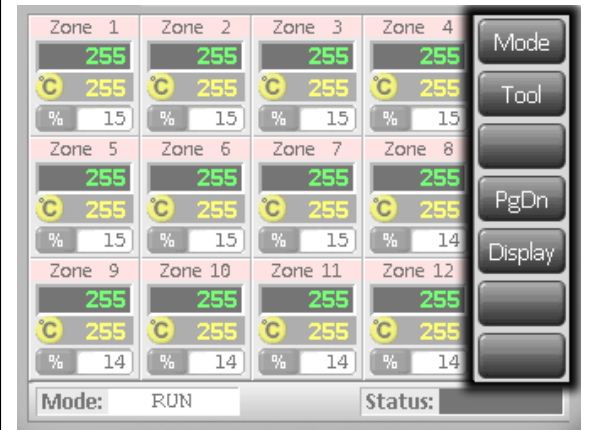 Zone 1 Zone 2 Zone 3 Zone 4 Mode
255 255 255 255
°C 255 °C 255 °C 255 °C 255 Tool
% 15 % 15 % 15 % 15
Zone 5 Zone 6 Zone 7 Zone 8
255 255 255 255
°C 255 °C 255 °C 255 °C 255 PgDn
% 15 % 15 % 15 % 14
Zone 9 Zone 10 Zone 11 Zone 12 Display
255 255 255 255
°C 255 °C 255 °C 255 °C 255
% 14 % 14 % 14 % 14
Mode: RUN Status: